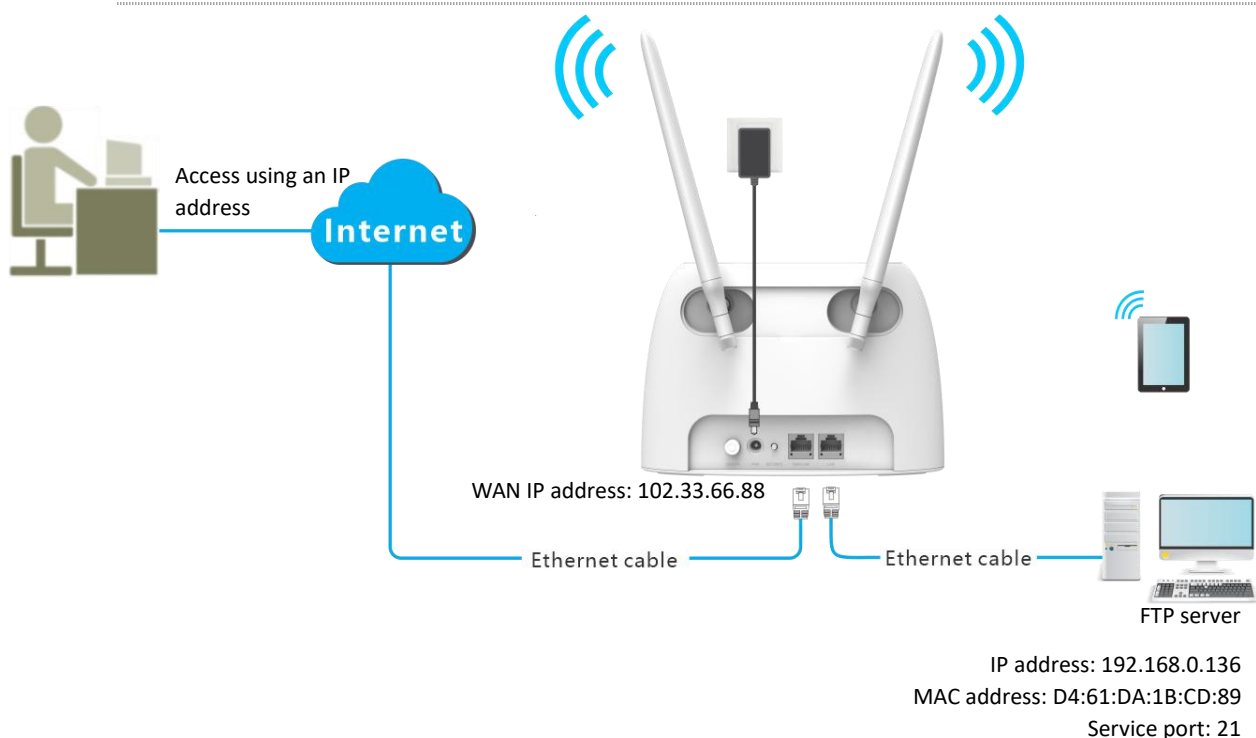 Access using an IP
address
Internet
WAN IP address: 102.33.66.88
Ethernet cable
Ethernet cable
FTP server
IP address: 192.168.0.136
MAC address: D4:61:DA:1B:CD:89
Service port: 21